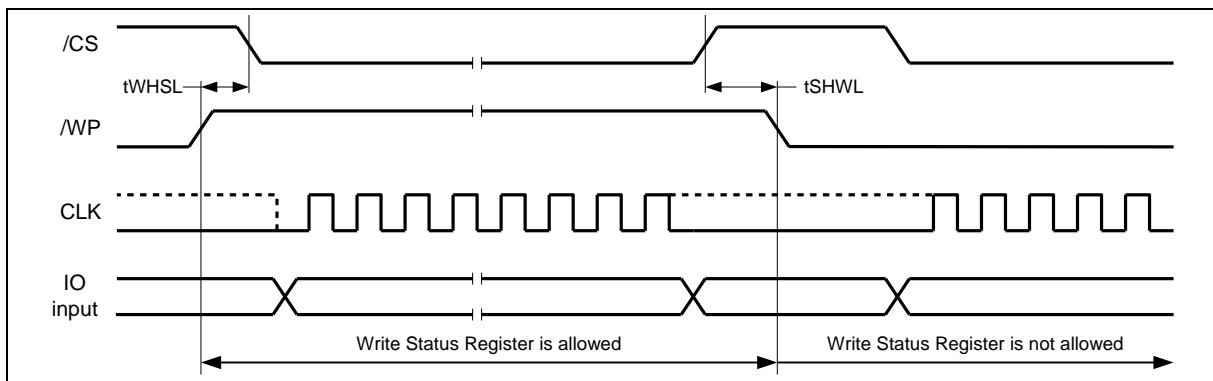 /CS
tWHSL
tSHWL
/WP
CLK
IO
input
Write Status Register is allowed
Write Status Register is not allowed